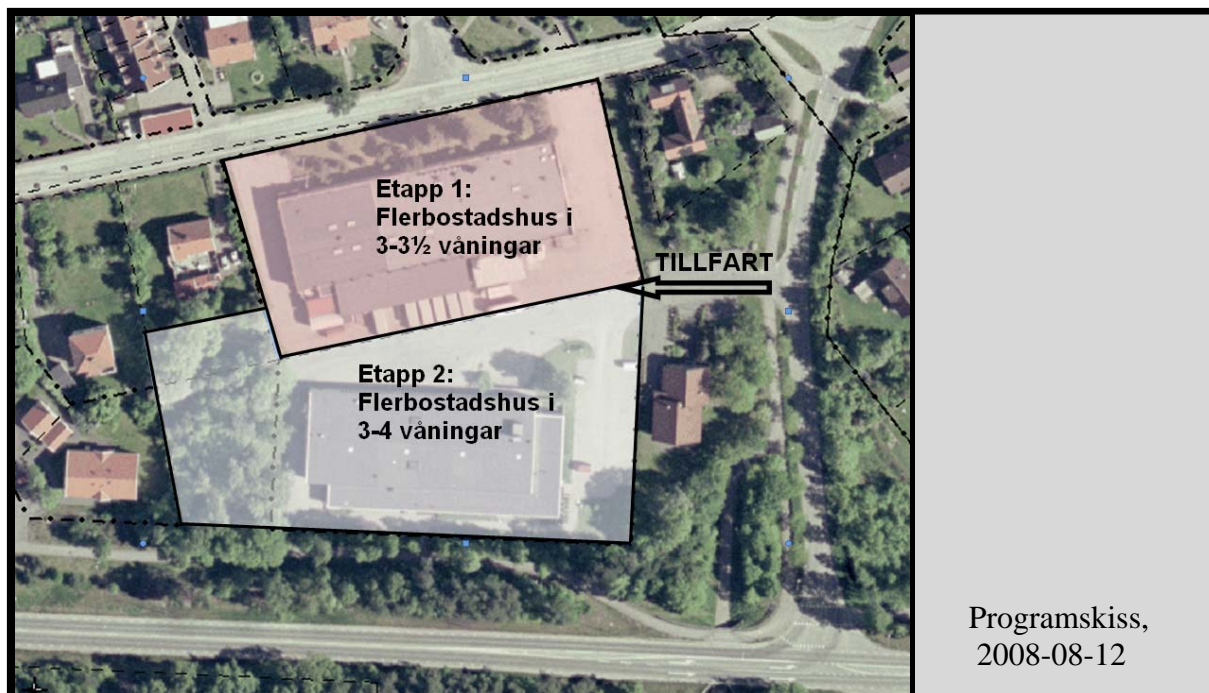 Etapp 1:
Flerbostadshus i
3-3½ våningar
TILLFART
Etapp 2:
Flerbostadshus i
3-4 våningar
Programskiss,
2008-08-12